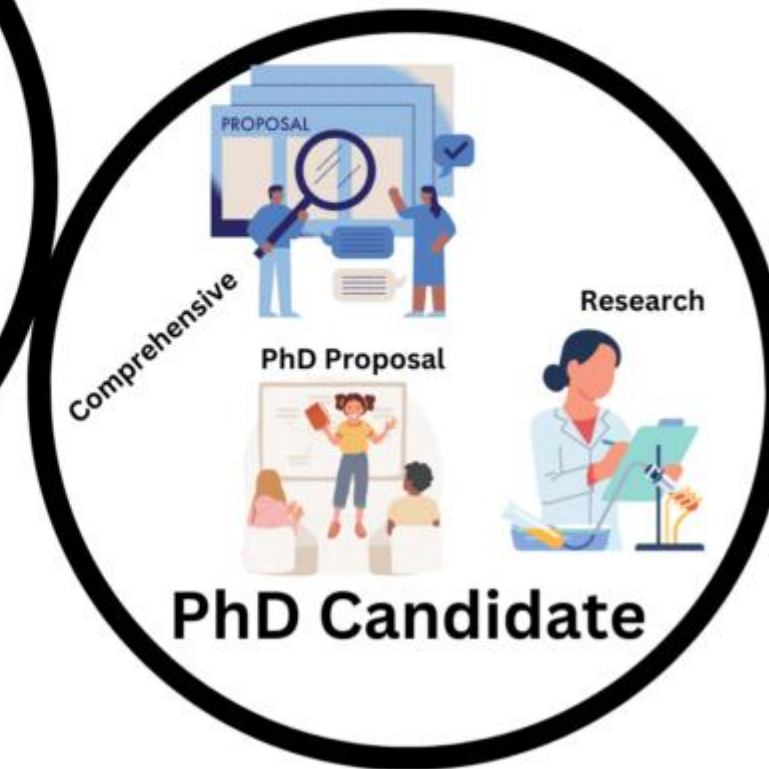 PROPOSAL
Comprehensive
Research
PhD Proposal
PhD Candidate